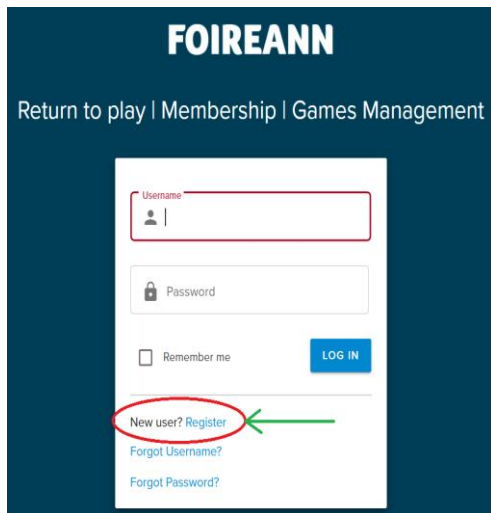 FOIREANN
Return to play | Membership | Games Management
Username
Password
Remember me
LOG IN
New user? Register
Forgot Username?
Forgot Password?